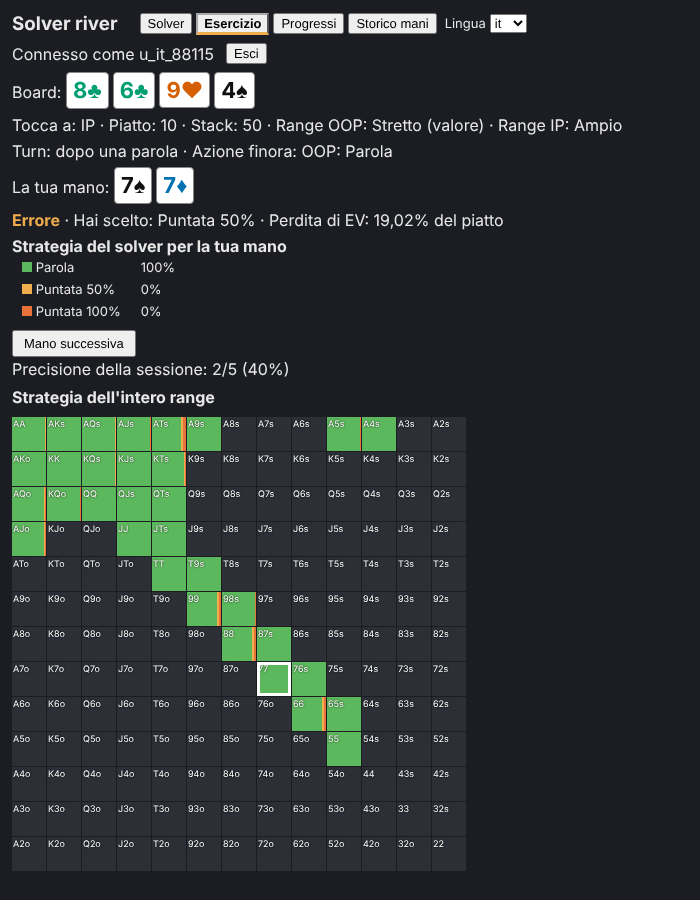 Solver river Solver Esercizio Progressi Storico mani Lingua it
Connesso come u_it_88115 Esci
Board: 8♣ 6♣ 9♥ 4♠
Tocca a: IP · Piatto: 10 · Stack: 50 · Range OOP: Stretto (valore) · Range IP: Ampio
Turn: dopo una parola · Azione finora: OOP: Parola
La tua mano: 7♠ 7♦
Errore · Hai scelto: Puntata 50% · Perdita di EV: 19,02% del piatto
Strategia del solver per la tua mano
Parola 100%
Puntata 50% 0%
Puntata 100% 0%
Mano successiva
Precisione della sessione: 2/5 (40%)
Strategia dell'intero range
AA AKs AQs AJs ATs A9s A8s A7s A6s A5s A4s A3s A2s
AKo KK KQs KJs KTs K9s K8s K7s K6s K5s K4s K3s K2s
AQo KQo QQ QJs QTs Q9s Q8s Q7s Q6s Q5s Q4s Q3s Q2s
AJo KJo QJo JJ JTs J9s J8s J7s J6s J5s J4s J3s J2s
ATo KTo QTo JTo TT T9s T8s T7s T6s T5s T4s T3s T2s
A9o K9o Q9o J9o T9o 99 98s 97s 96s 95s 94s 93s 92s
A8o K8o Q8o J8o T8o 98o 88 87s 86s 85s 84s 83s 82s
A7o K7o Q7o J7o T7o 97o 87o 77 76s 75s 74s 73s 72s
A6o K6o Q6o J6o T6o 96o 86o 76o 66 65s 64s 63s 62s
A5o K5o Q5o J5o T5o 95o 85o 75o 65o 55 54s 53s 52s
A4o K4o Q4o J4o T4o 94o 84o 74o 64o 54o 44 43s 42s
A3o K3o Q3o J3o T3o 93o 83o 73o 63o 53o 43o 33 32s
A2o K2o Q2o J2o T2o 92o 82o 72o 62o 52o 42o 32o 22